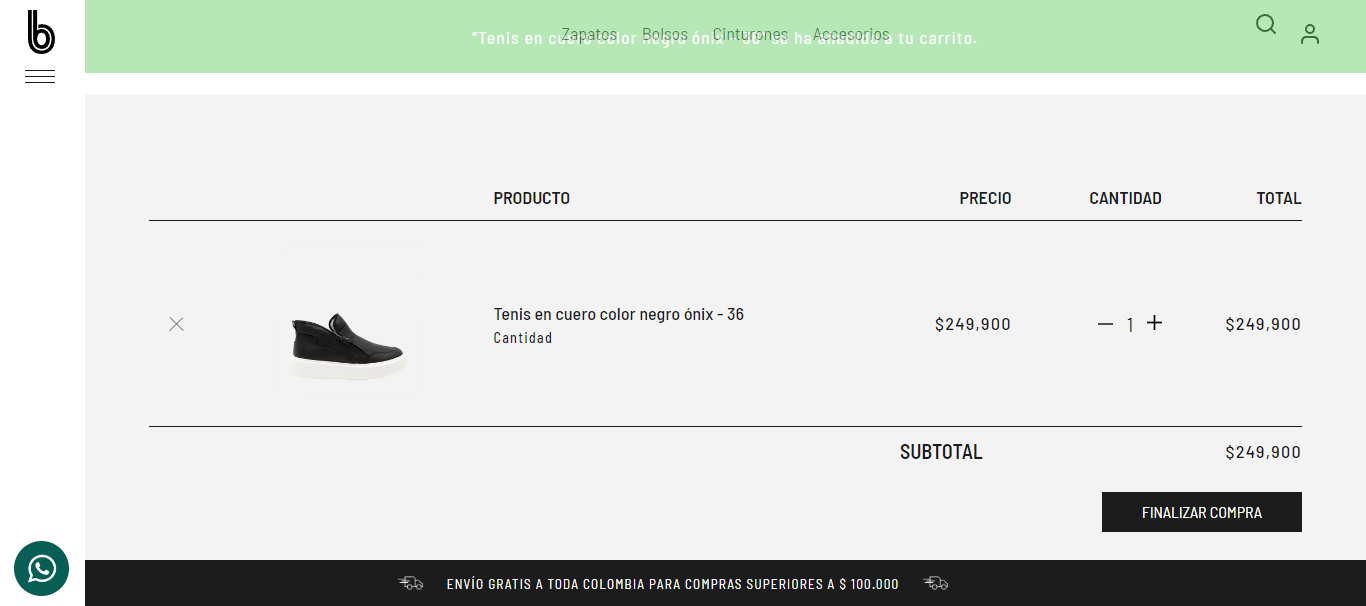 b
Zapatos Bolsos Cinturones Accesorios
“Tenis en cuero color negro ónix - 36” se ha añadido a tu carrito.
PRODUCTO PRECIO CANTIDAD TOTAL
Tenis en cuero color negro ónix - 36
Cantidad
$249,900 1 $249,900
SUBTOTAL $249,900
FINALIZAR COMPRA
ENVÍO GRATIS A TODA COLOMBIA PARA COMPRAS SUPERIORES A $ 100.000